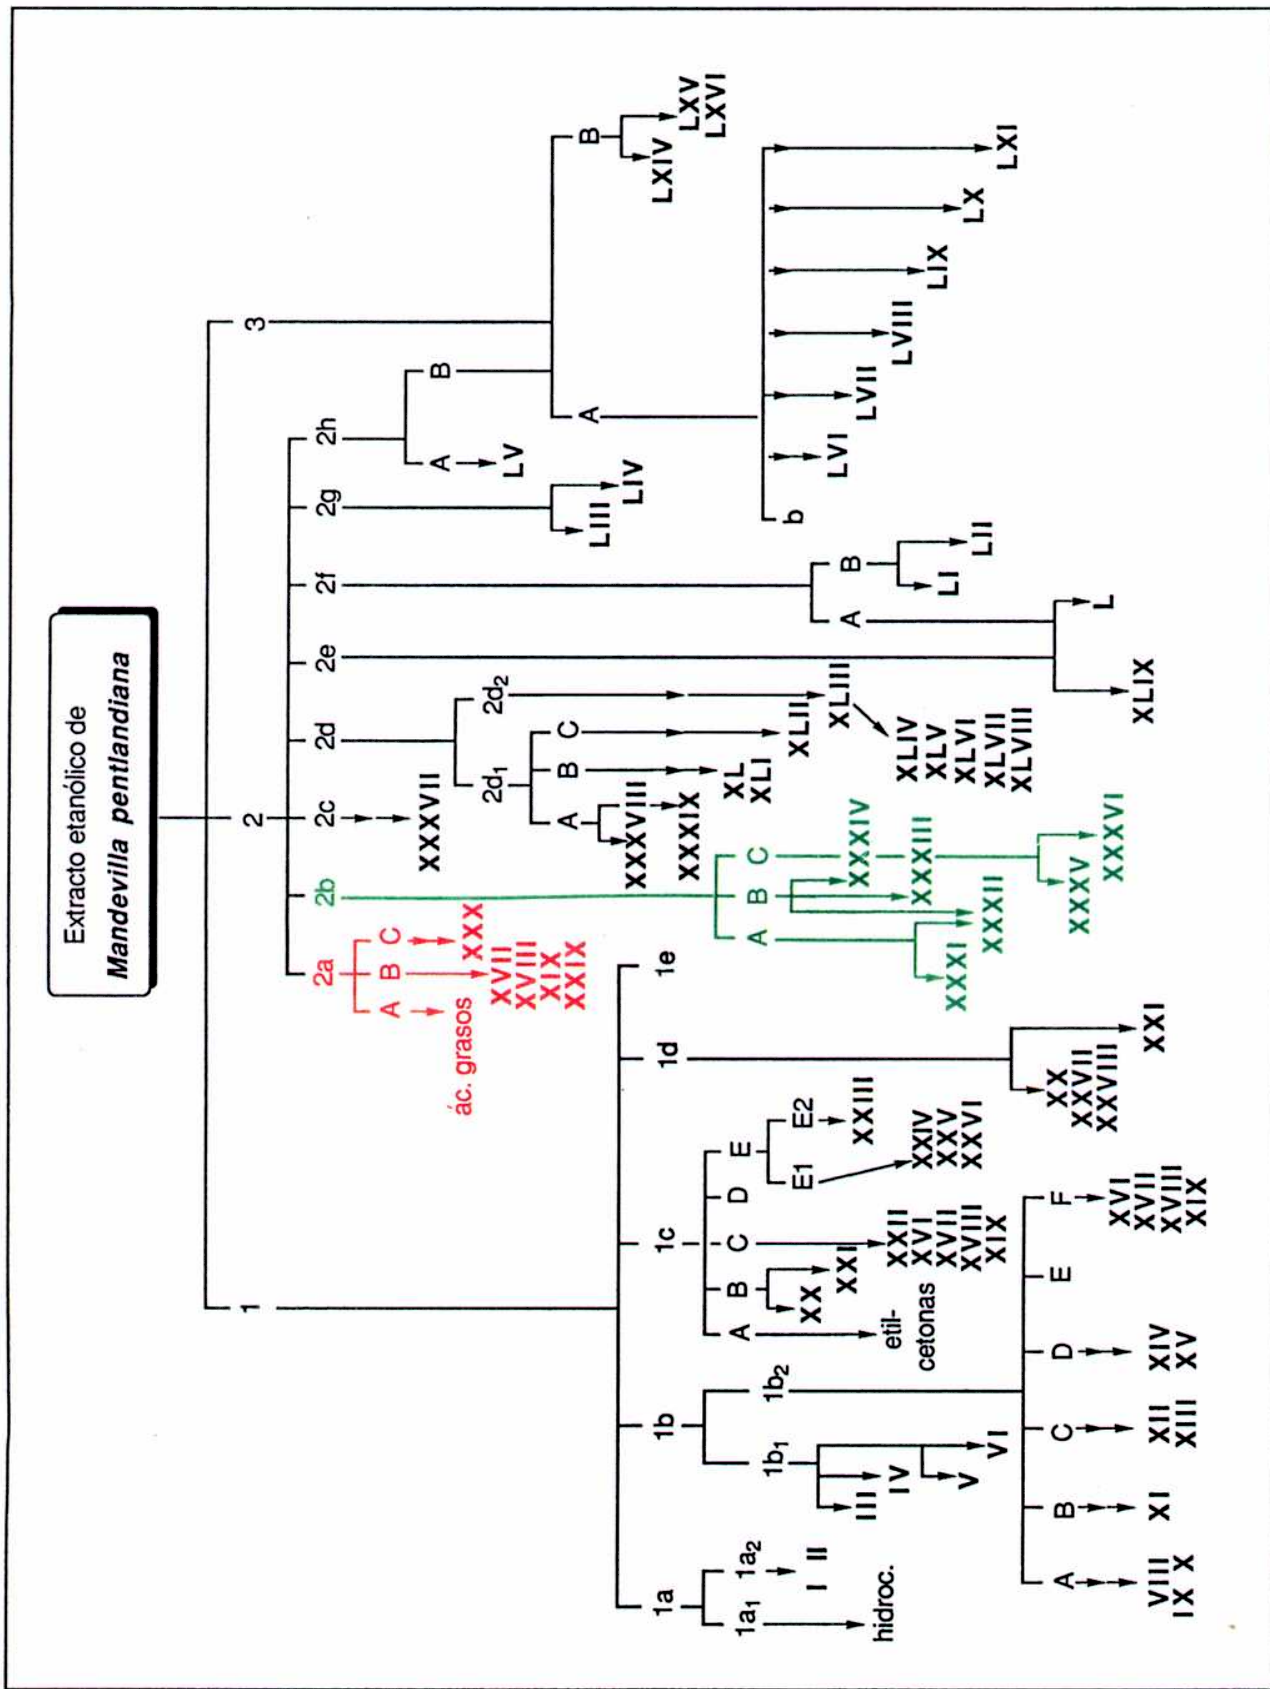 Extracto etanólico de
Mandevilla pentlandiana
1
2
3
1a
1b
1c
1d
1e
1a1
1a2
hidroc.
I II
1b1
1b2
III
IV
V
VI
A
B
C
D
E
F
VIII
IX X
XI
XII
XIII
XIV
XV
XVI
XVII
XVIII
XIX
A
B
C
D
E
etil-
cetonas
XX
XXI
XXII
XVI
XVII
XVIII
XIX
E1
E2
XXIV
XXV
XXVI
XXIII
XX
XXVII
XXVIII
XXI
2a
2b
2c
2d
2e
2f
2g
2h
A
B
C
ác. grasos
XVII
XVIII
XIX
XXIX
XXX
A
B
C
XXXI
XXXII
XXXIII
XXXIV
XXXV
XXXVI
XXXVII
2d1
2d2
A
B
C
XXXVIII
XXXIX
XL
XLI
XLII
XLIII
XLIV
XLV
XLVI
XLVII
XLVIII
XLIX
L
A
B
LI
LII
LIII
LIV
A
B
LV
A
B
b
LVI
LVII
LVIII
LIX
LX
LXI
LXIV
LXV
LXVI